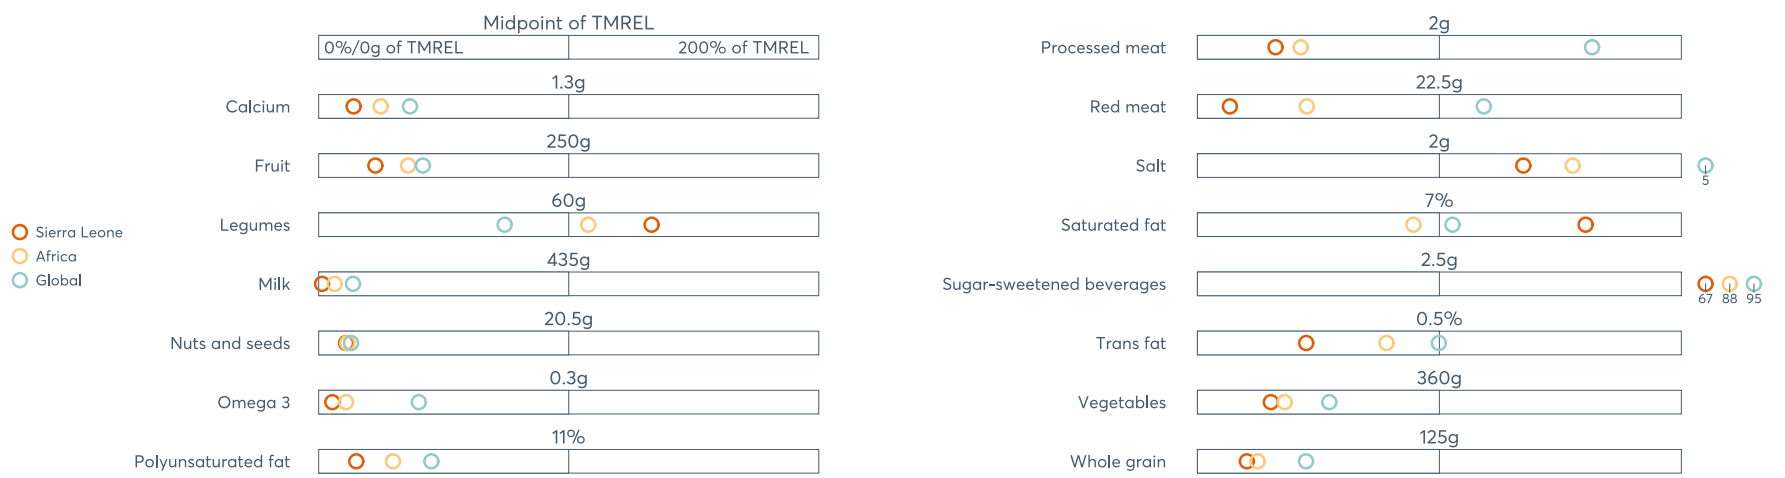 Midpoint of TMREL
0%/0g of TMREL 200% of TMREL
1.3g
Calcium
250g
Fruit
60g
Legumes
435g
Milk
20.5g
Nuts and seeds
0.3g
Omega 3
11%
Polyunsaturated fat
Sierra Leone
Africa
Global
2g
Processed meat
22.5g
Red meat
2g
Salt
5
7%
Saturated fat
2.5g
Sugar-sweetened beverages
67 88 95
0.5%
Trans fat
360g
Vegetables
125g
Whole grain